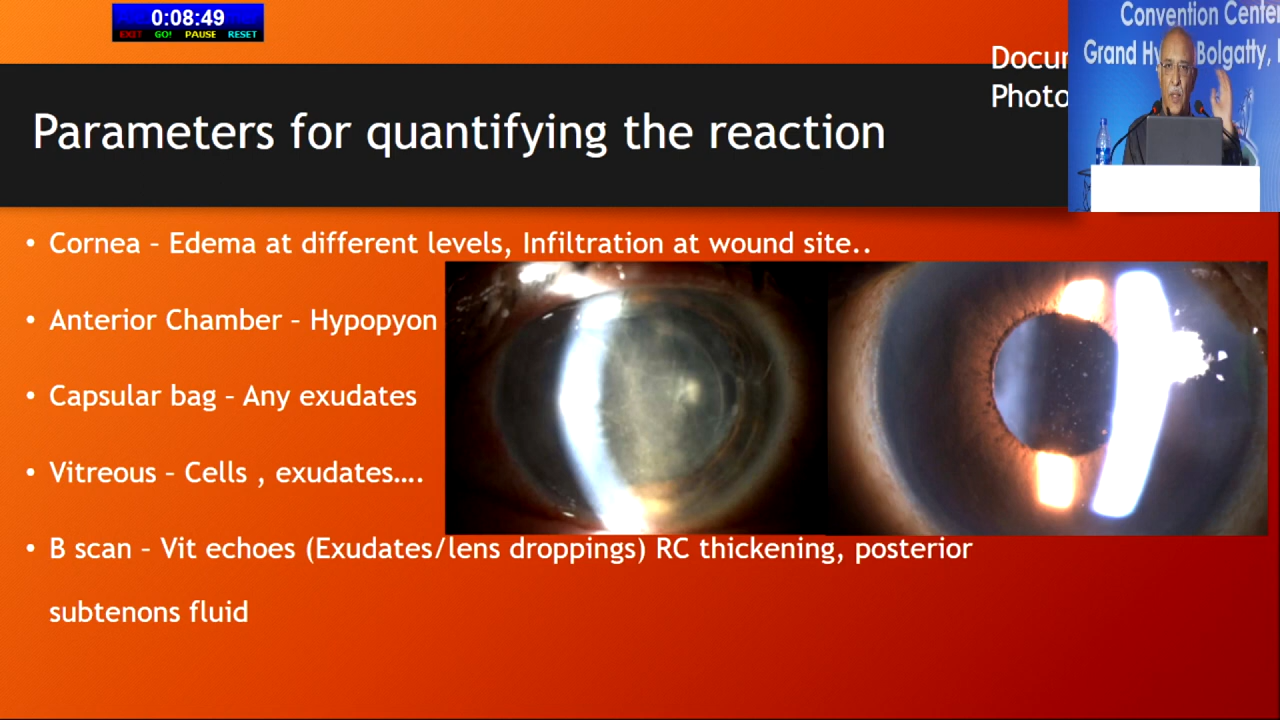 0:08:49
EXIT GO! PAUSE RESET
Convention Center
Grand Hy Bolgatty,
Docum
Photo
Parameters for quantifying the reaction
• Cornea – Edema at different levels, Infiltration at wound site..
• Anterior Chamber – Hypopyon
• Capsular bag – Any exudates
• Vitreous – Cells , exudates….
• B scan – Vit echoes (Exudates/lens droppings) RC thickening, posterior
subtenons fluid